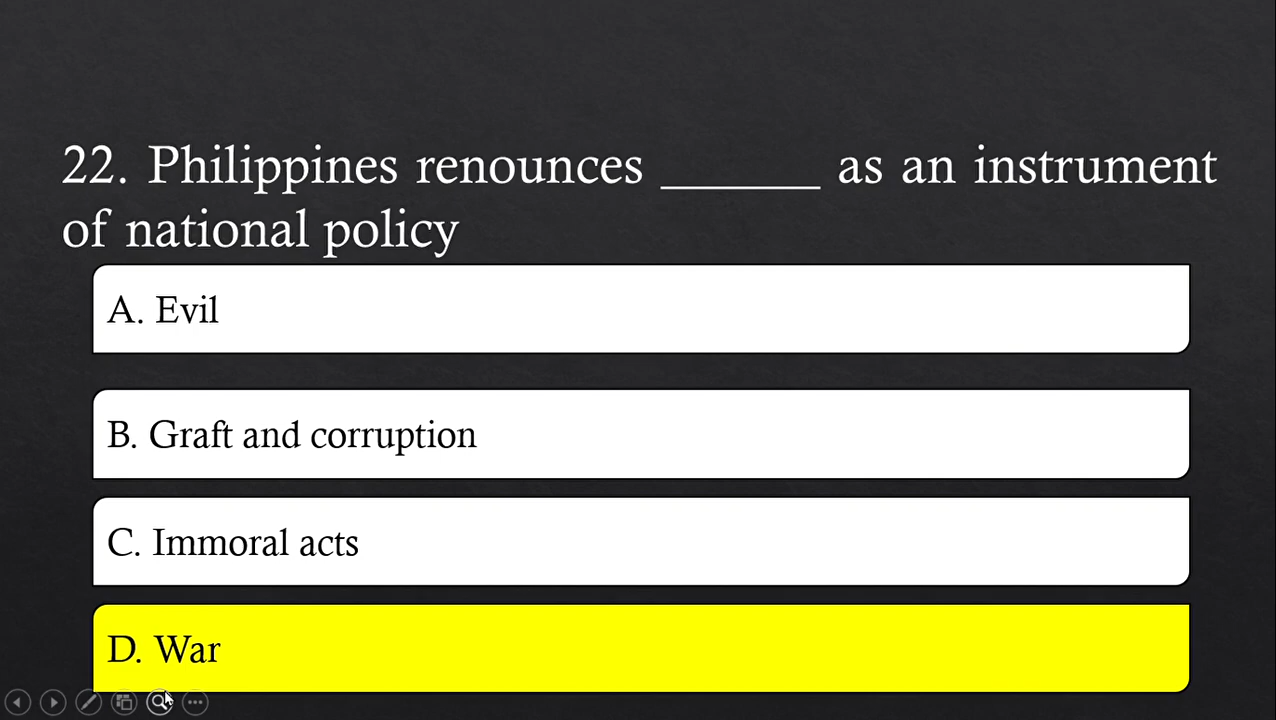 22. Philippines renounces ______ as an instrument
of national policy
A. Evil
B. Graft and corruption
C. Immoral acts
D. War